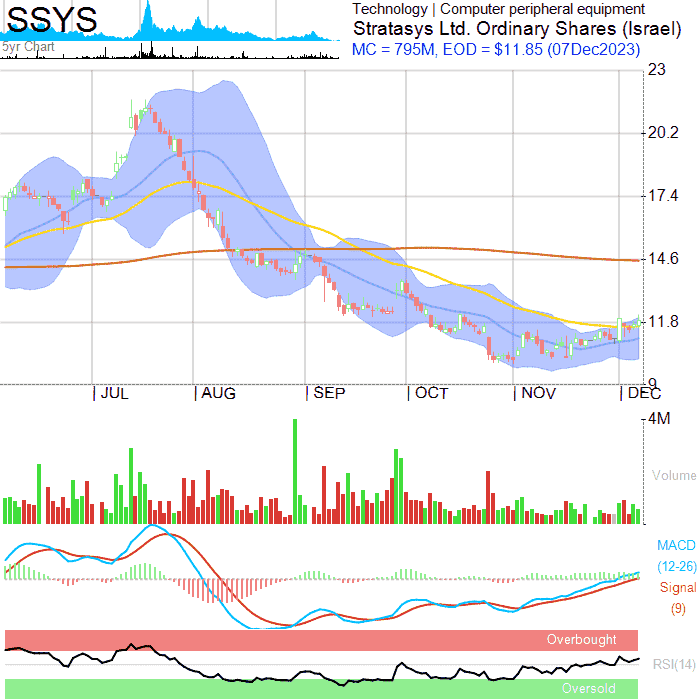 SSYS
5yr Chart
Technology | Computer peripheral equipment
Stratasys Ltd. Ordinary Shares (Israel)
MC = 795M, EOD = $11.85 (07Dec2023)
23
20.2
17.4
14.6
11.8
9
JUL
AUG
SEP
OCT
NOV
DEC
4M
Volume
MACD
(12-26)
Signal
(9)
Overbought
RSI(14)
Oversold